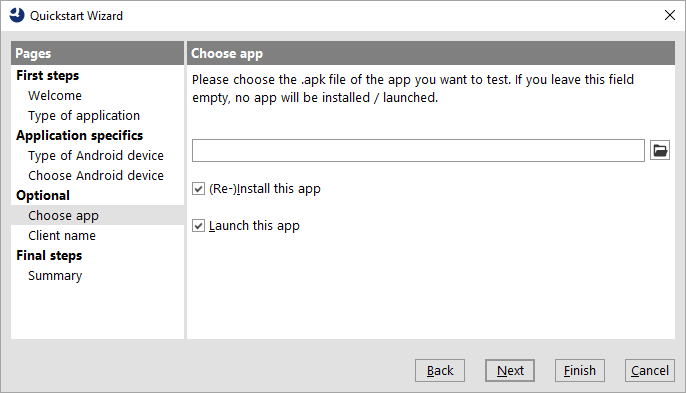 Quickstart Wizard
Pages
First steps
Welcome
Type of application
Application specifics
Type of Android device
Choose Android device
Optional
Choose app
Client name
Final steps
Summary
Choose app
Please choose the .apk file of the app you want to test. If you leave this field
empty, no app will be installed / launched.
(Re-)Install this app
Launch this app
Back
Next
Finish
Cancel